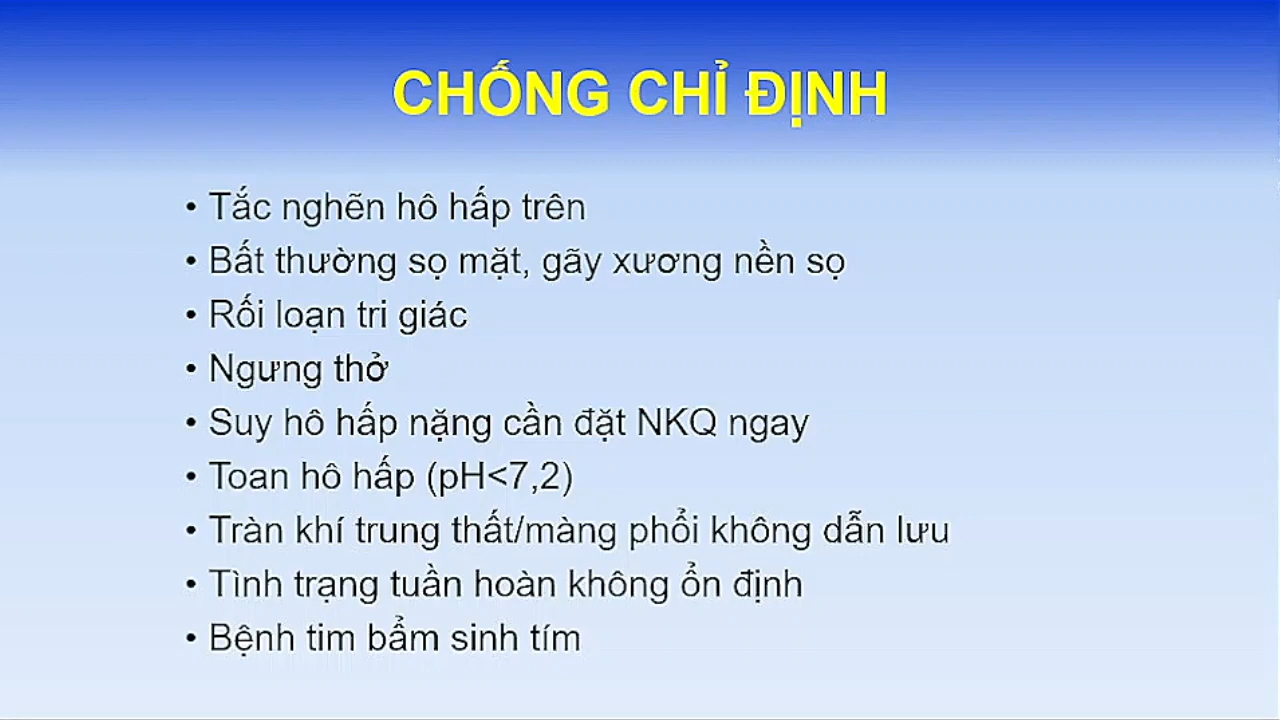 CHỐNG CHỈ ĐỊNH
• Tắc nghẽn hô hấp trên
• Bất thường sọ mặt, gãy xương nền sọ
• Rối loạn tri giác
• Ngưng thở
• Suy hô hấp nặng cần đặt NKQ ngay
• Toan hô hấp (pH<7,2)
• Tràn khí trung thất/màng phổi không dẫn lưu
• Tình trạng tuần hoàn không ổn định
• Bệnh tim bẩm sinh tím